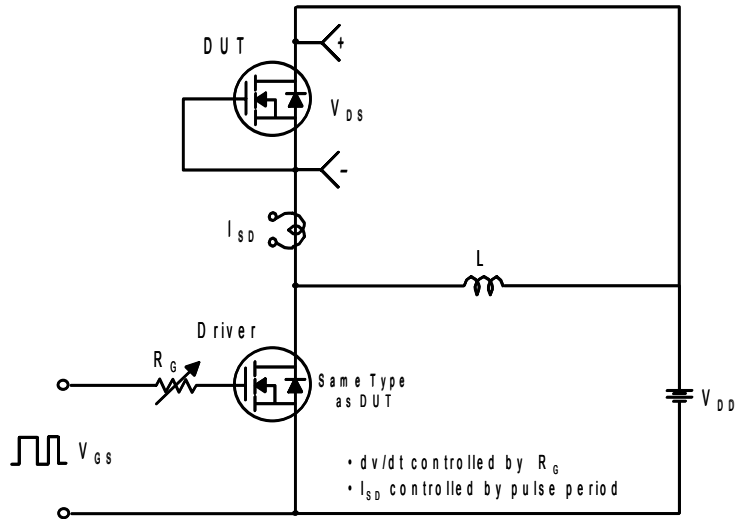 DUT
+
V DS
-
I SD
L
Driver
R G
Same Type
as DUT
V DD
V GS
• dv/dt controlled by R G
• I SD controlled by pulse period